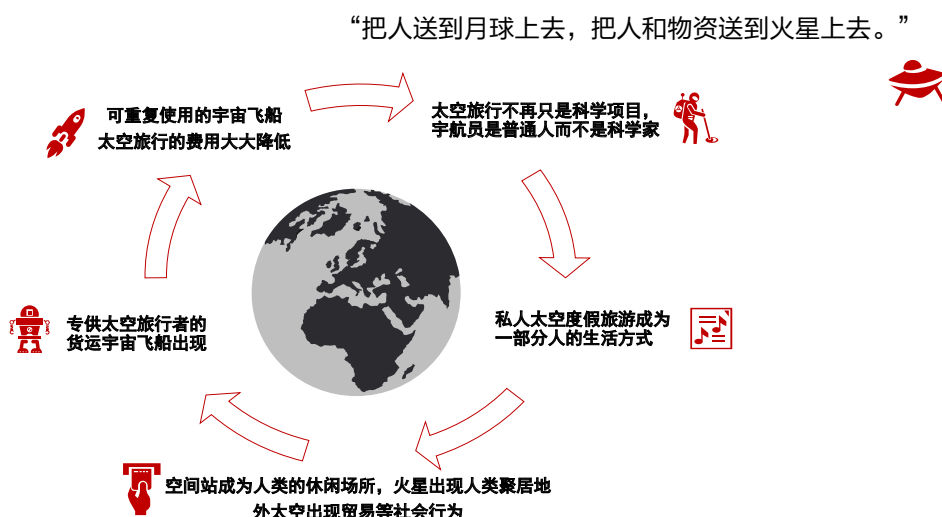 “把人送到月球上去，把人和物资送到火星上去。”
可重复使用的宇宙飞船
太空旅行的费用大大降低
太空旅行不再只是科学项目，
宇航员是普通人而不是科学家
私人太空度假旅游成为
一部分人的生活方式
空间站成为人类的休闲场所，火星出现人类聚居地
外太空出现贸易等社会行为
专供太空旅行者的
货运宇宙飞船出现